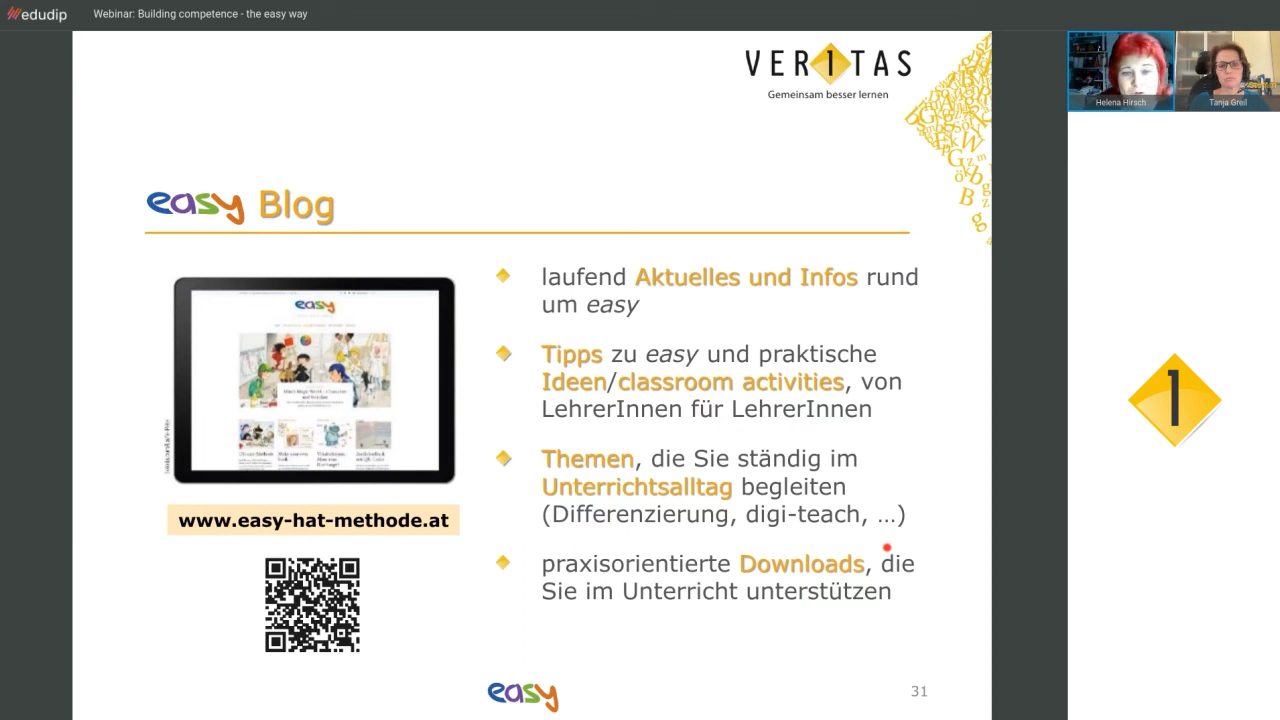 edudip
Webinar: Building competence - the easy way
VER1TAS
Gemeinsam besser lernen
Helena Hirsch
Tanja Greil
easy Blog
easy
laufend Aktuelles und Infos rund
um easy
Tipps zu easy und praktische
Ideen/classroom activities, von
LehrerInnen für LehrerInnen
Themen, die Sie ständig im
Unterrichtsalltag begleiten
(Differenzierung, digi-teach, …)
praxisorientierte Downloads, die
Sie im Unterricht unterstützen
www.easy-hat-methode.at
1
easy
31